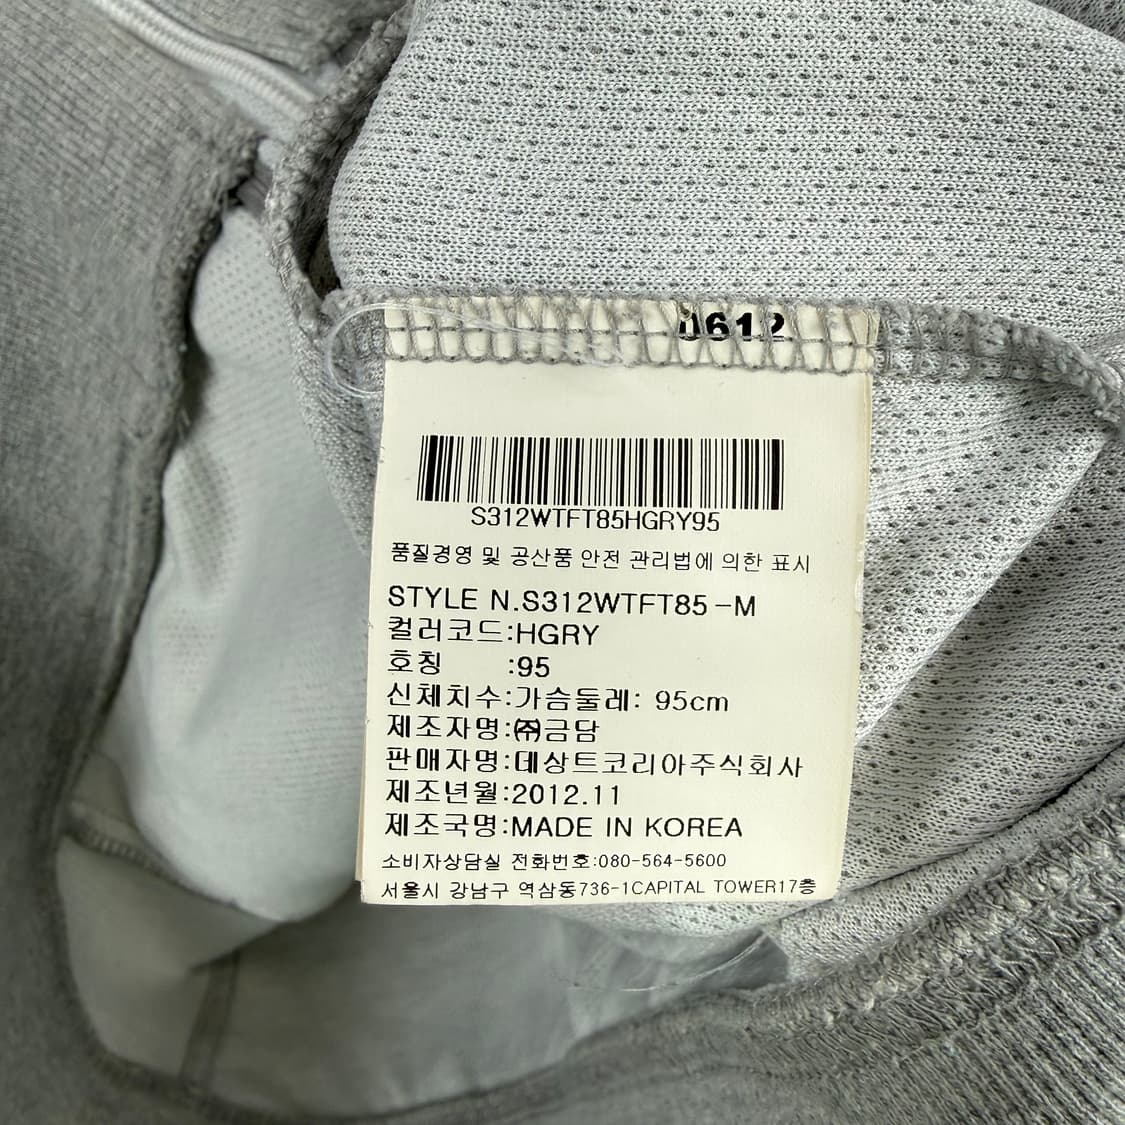 0612
S312WTFT85HGRY95
품질경영 및 공산품 안전 관리법에 의한 표시
STYLE N.S312WTFT85-M
컬러코드:HGRY
호칭 :95
신체치수:가슴둘레: 95cm
제조자명:㈜금담
판매자명:데상트코리아주식회사
제조년월:2012.11
제조국명:MADE IN KOREA
소비자상담실 전화번호:080-564-5600
서울시 강남구 역삼동736-1CAPITAL TOWER17층